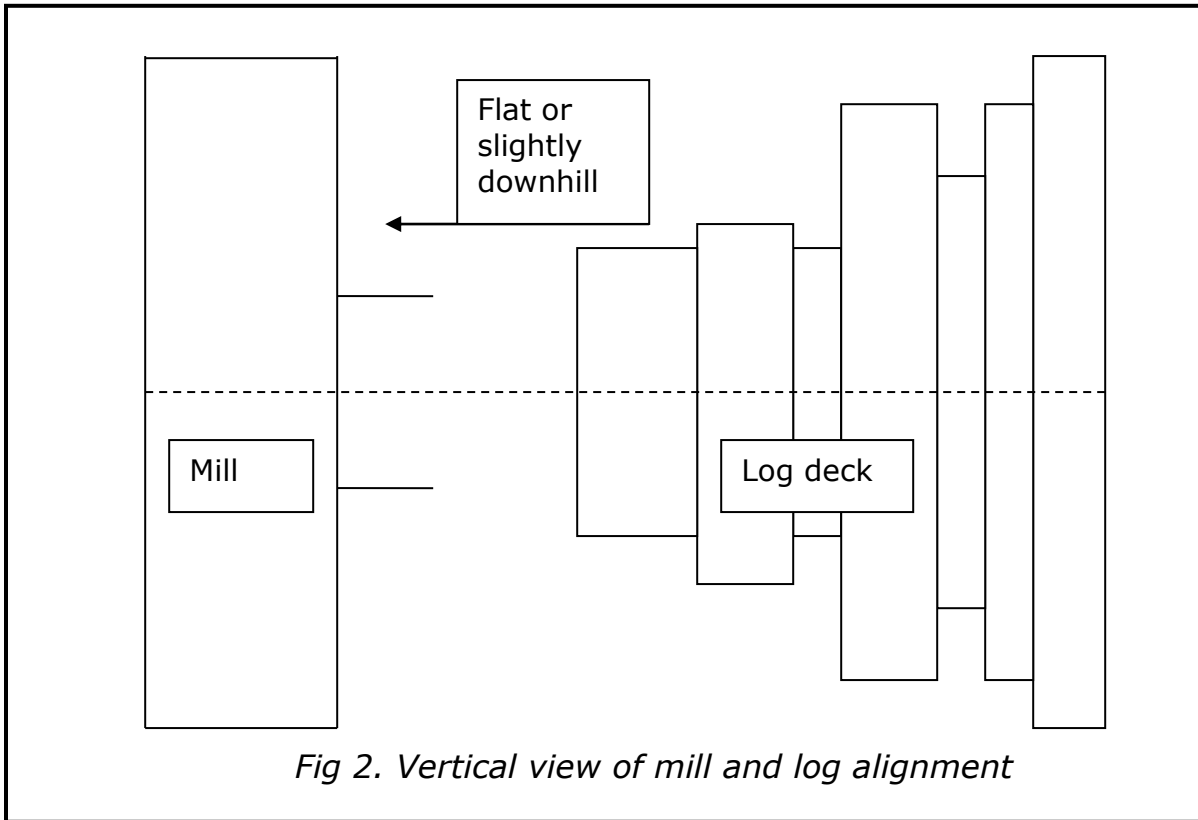 Flat or
slightly
downhill
Mill
Log deck
Fig 2. Vertical view of mill and log alignment